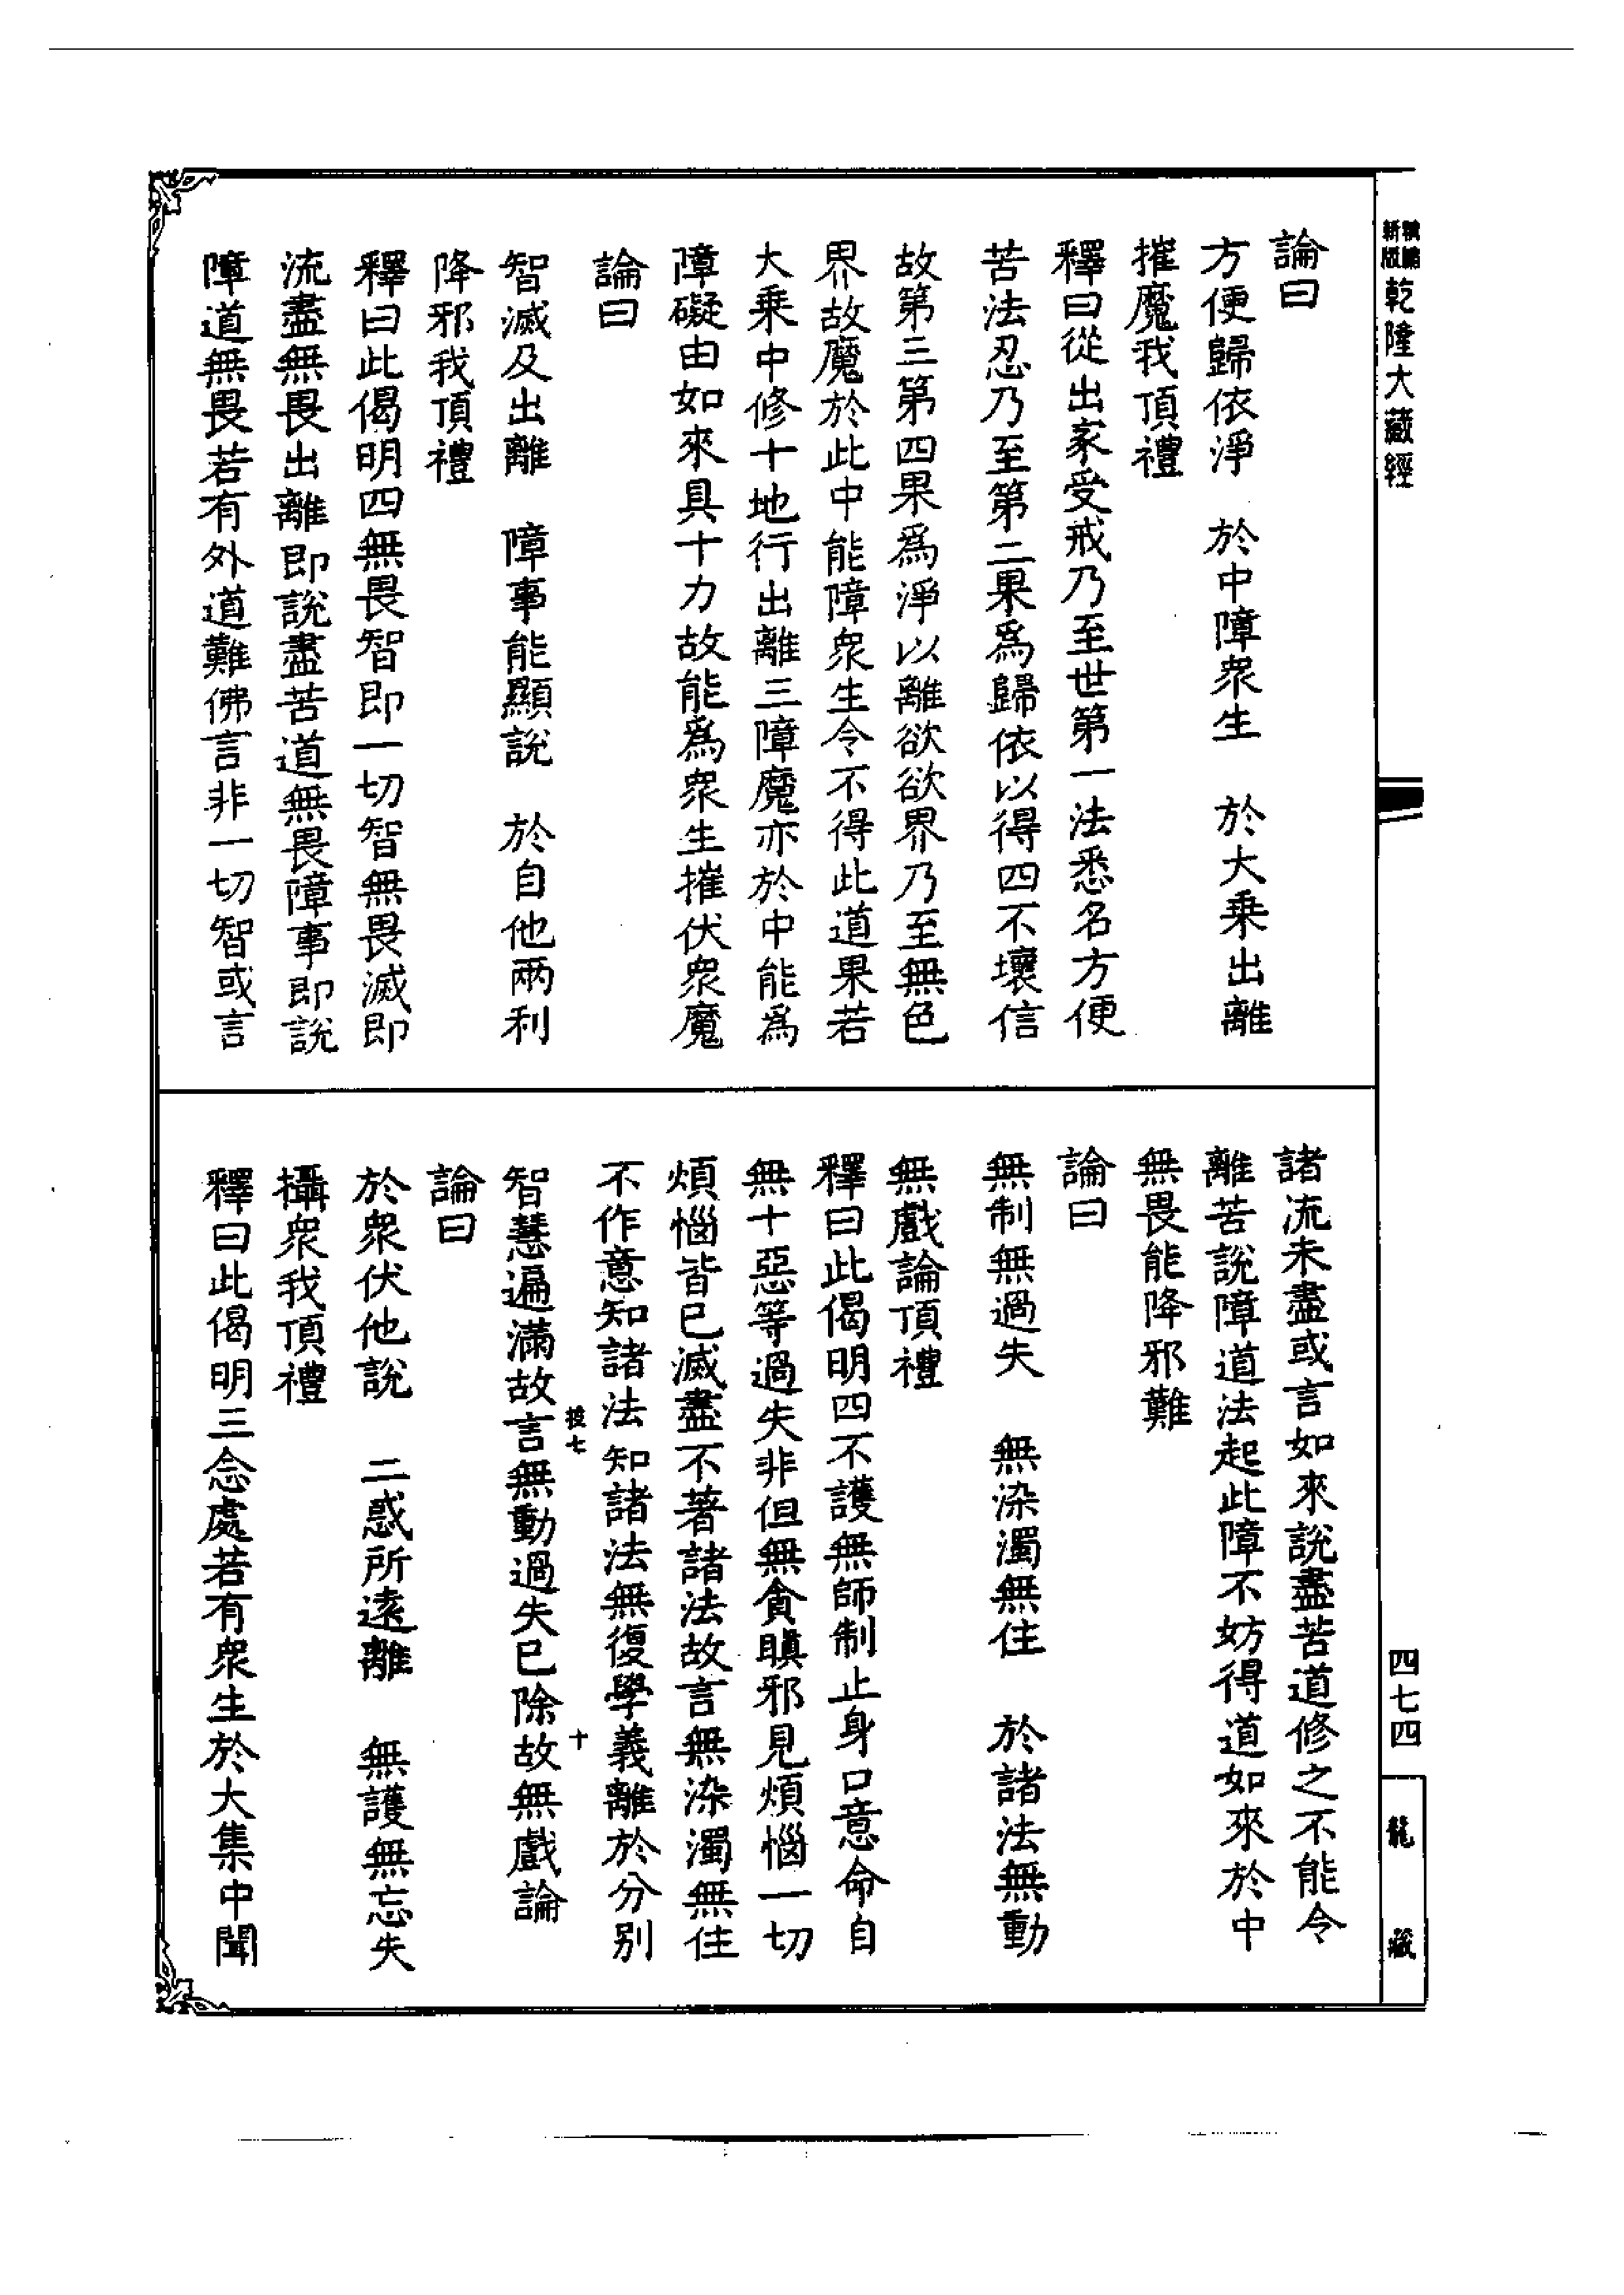 新版
乾隆大藏經
四七四
龍藏
論曰
方便歸依淨　於中障衆生　於大乘出離
摧魔我頂禮
釋曰從出家受戒乃至世第一法悉名方便
苦法忍乃至第二果爲歸依以得四不壞信
故第三第四果爲淨以離欲欲界乃至無色
界故魔於此中能障衆生令不得此道果若
大乘中修十地行出離三障魔亦於中能爲
障礙由如來具十力故能爲衆生摧伏衆魔
論曰
智滅及出離　障事能顯說　於自他兩利
降邪我頂禮
釋曰此偈明四無畏智即一切智無畏滅即
流盡無畏出離即說盡苦道無畏障事即說
障道無畏若有外道難佛言非一切智或言
諸流未盡或言如來說盡苦道修之不能令
離苦說障道法起此障不妨得道如來於中
無畏能降邪難
論曰
無制無過失　無染濁無住　於諸法無動
無戲論頂禮
釋曰此偈明四不護無師制止身口意命自
無十惡等過失非但無貪瞋邪見煩惱一切
煩惱皆已滅盡不著諸法故言無染濁無住
不作意知諸法知諸法無復學義離於分別
智慧遍滿故言無動過失已除故無戲論
論曰
於衆伏他說　二惑所遠離　無護無忘失
攝衆我頂禮
釋曰此偈明三念處若有衆生於大集中聞
七
十